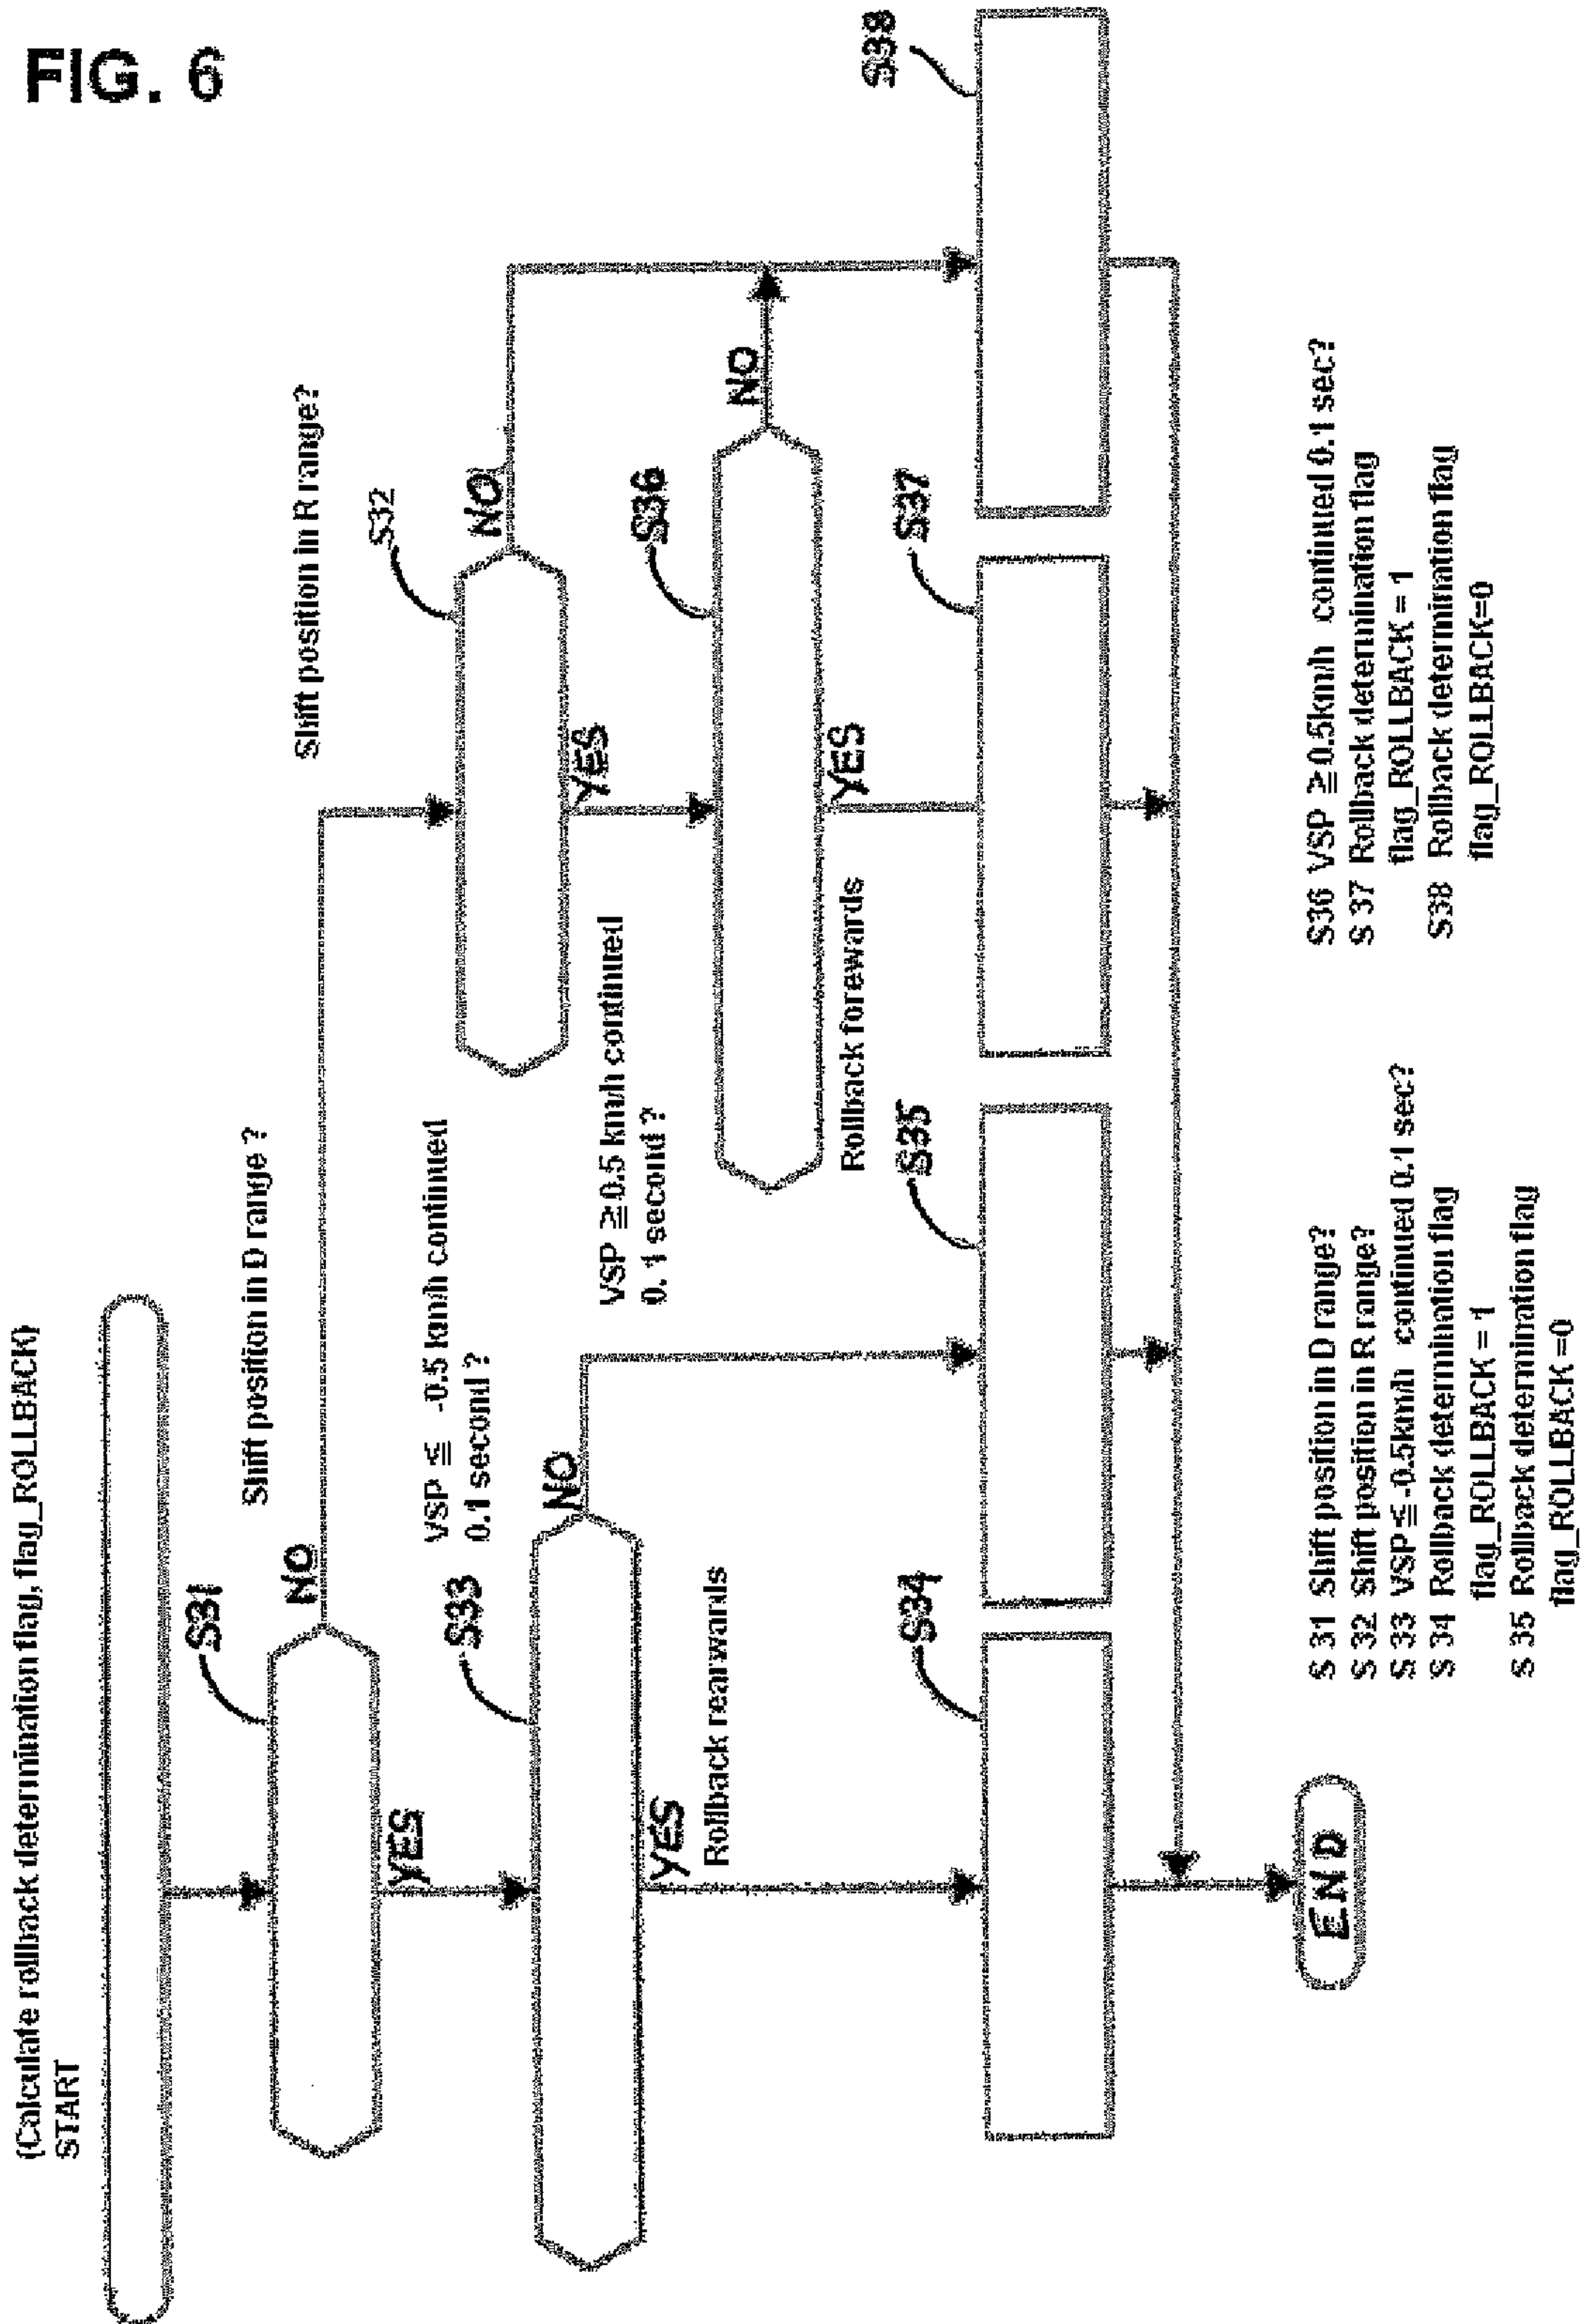 FIG. 6
(Calculate rollback determination flag, flag_ROLLBACK)
START
S31
Shift position in D range ?
NO
YES
Shift position in R range?
S32
NO
YES
S33
VSP ≦ -0.5 km/h continued
0.1 second ?
NO
YES
Rollback rearwards
VSP ≧ 0.5 km/h continued
0.1 second ?
S36
NO
YES
Rollback forewards
S34
S35
S37
S38
END
S 31 Shift position in D range?
S 32 Shift position in R range?
S 33 VSP ≦ -0.5km/h continued 0.1 sec?
S 34 Rollback determination flag
flag_ROLLBACK = 1
S 35 Rollback determination flag
flag_ROLLBACK =0
S36 VSP ≧ 0.5km/h continued 0.1 sec?
S 37 Rollback determination flag
flag_ROLLBACK = 1
S38 Rollback determination flag
flag_ROLLBACK=0